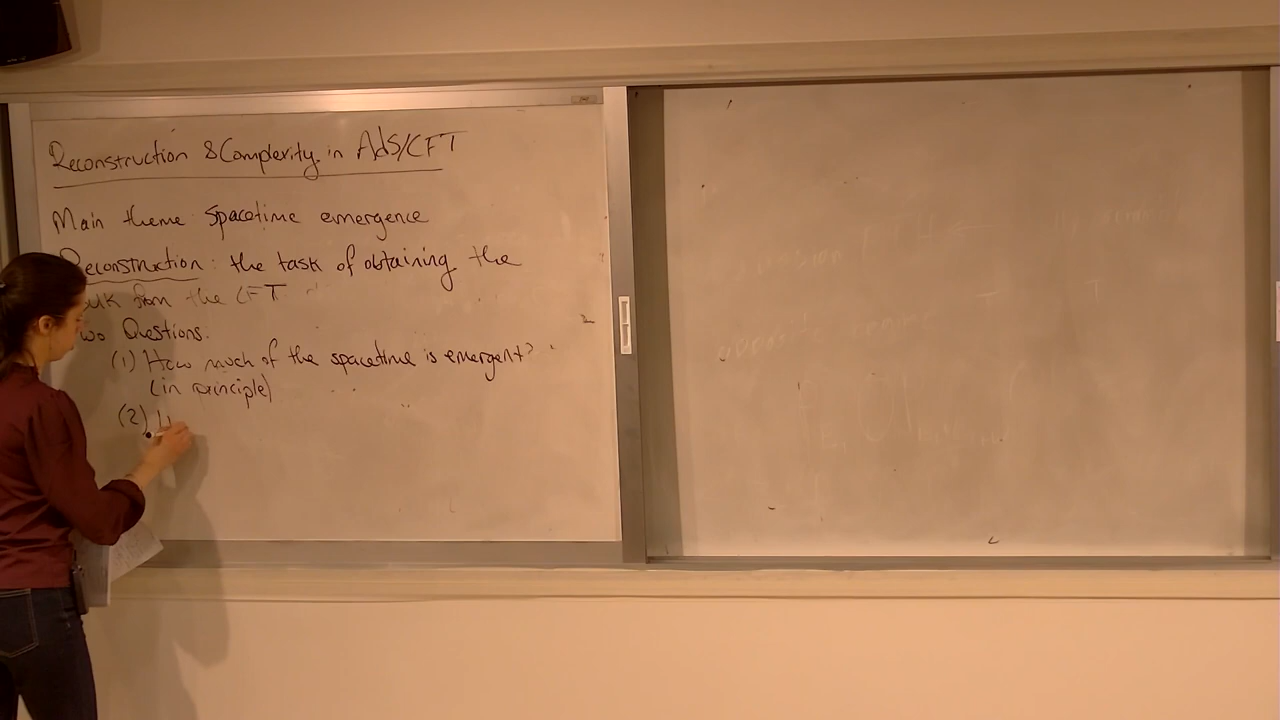 Reconstruction & Complexity in AdS/CFT
Main theme: spacetime emergence
Reconstruction: the task of obtaining the
bulk from the CFT
Two Questions.
(1) How much of the spacetime is emergent?
(in principle)
(2) H